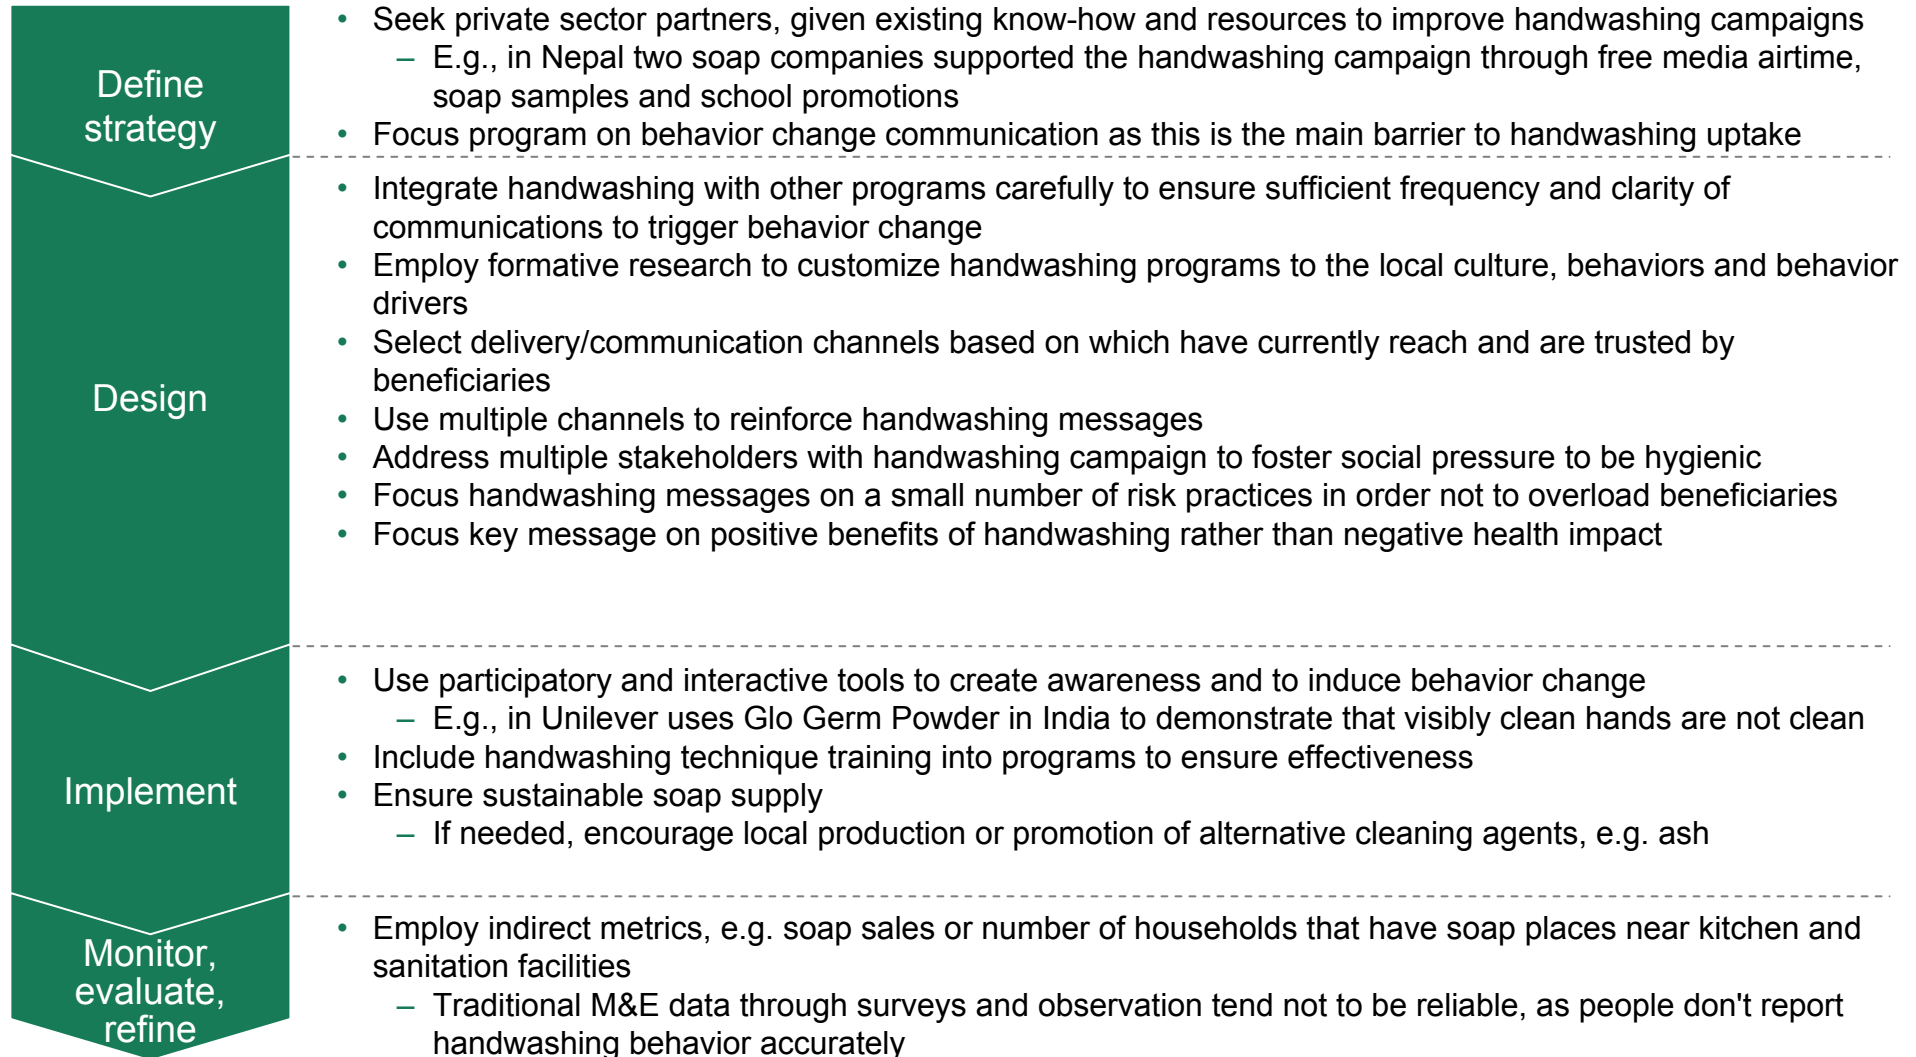 Define
strategy
• Seek private sector partners, given existing know-how and resources to improve handwashing campaigns
– E.g., in Nepal two soap companies supported the handwashing campaign through free media airtime,
soap samples and school promotions
• Focus program on behavior change communication as this is the main barrier to handwashing uptake
Design
• Integrate handwashing with other programs carefully to ensure sufficient frequency and clarity of
communications to trigger behavior change
• Employ formative research to customize handwashing programs to the local culture, behaviors and behavior
drivers
• Select delivery/communication channels based on which have currently reach and are trusted by
beneficiaries
• Use multiple channels to reinforce handwashing messages
• Address multiple stakeholders with handwashing campaign to foster social pressure to be hygienic
• Focus handwashing messages on a small number of risk practices in order not to overload beneficiaries
• Focus key message on positive benefits of handwashing rather than negative health impact
Implement
• Use participatory and interactive tools to create awareness and to induce behavior change
– E.g., in Unilever uses Glo Germ Powder in India to demonstrate that visibly clean hands are not clean
• Include handwashing technique training into programs to ensure effectiveness
• Ensure sustainable soap supply
– If needed, encourage local production or promotion of alternative cleaning agents, e.g. ash
Monitor,
evaluate,
refine
• Employ indirect metrics, e.g. soap sales or number of households that have soap places near kitchen and
sanitation facilities
– Traditional M&E data through surveys and observation tend not to be reliable, as people don't report
handwashing behavior accurately